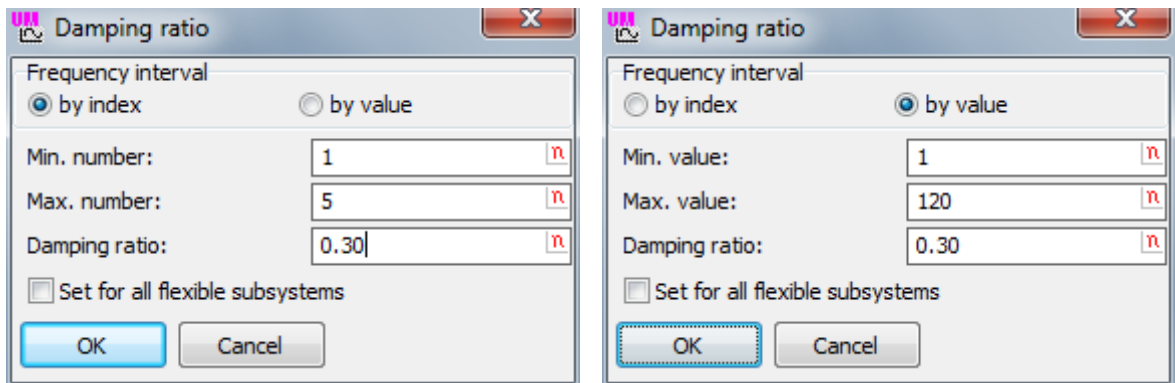 UM Damping ratio
Frequency interval
by index by value
Min. number: 1 n
Max. number: 5 n
Damping ratio: 0.30 n
Set for all flexible subsystems
OK Cancel
UM Damping ratio
Frequency interval
by index by value
Min. value: 1 n
Max. value: 120 n
Damping ratio: 0.30 n
Set for all flexible subsystems
OK Cancel